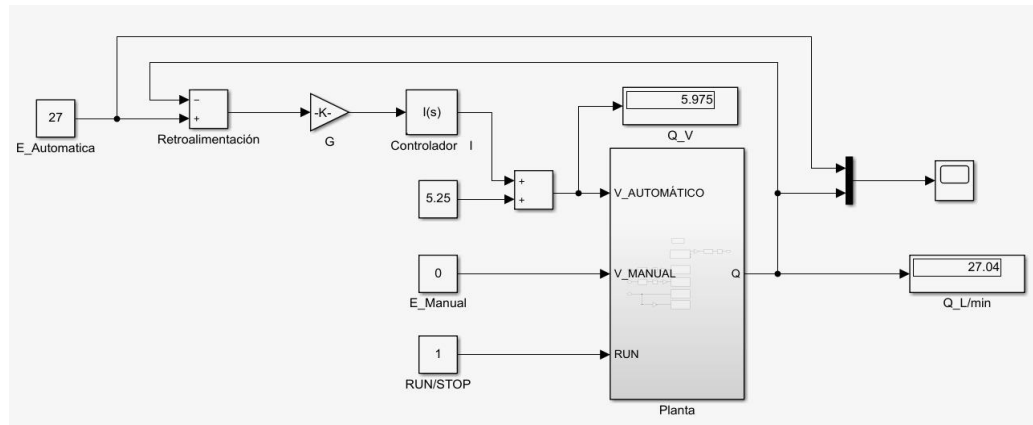 27
E_Automatica
−
+
Retroalimentación
-K-
G
I(s)
Controlador I
5.975
Q_V
+
+
5.25
V_AUTOMÁTICO
0
E_Manual
V_MANUAL
Q
27.04
Q_L/min
1
RUN/STOP
RUN
Planta